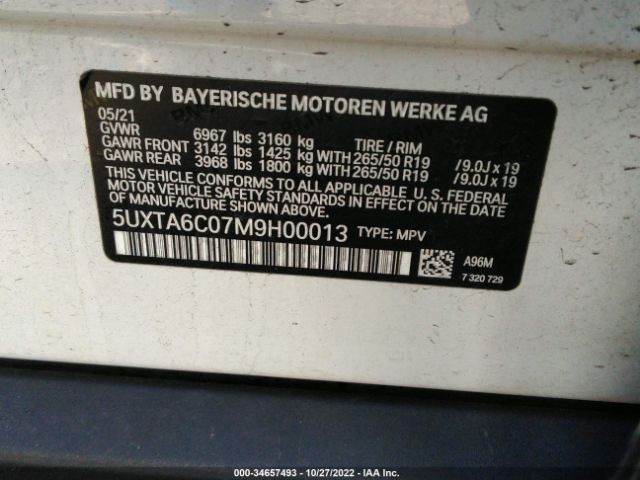 MFD BY BAYERISCHE MOTOREN WERKE AG
05/21
GVWR 6967 lbs 3160 kg TIRE / RIM
GAWR FRONT 3142 lbs 1425 kg WITH 265/50 R19 /9.0J x 19
GAWR REAR 3968 lbs 1800 kg WITH 265/50 R19 /9.0J x 19
THIS VEHICLE CONFORMS TO ALL APPLICABLE U.S. FEDERAL
MOTOR VEHICLE SAFETY STANDARDS IN EFFECT ON THE DATE
OF MANUFACTURE SHOWN ABOVE.
5UXTA6C07M9H00013 TYPE: MPV
A96M
7 320 729
000-34657493 - 10/27/2022 - IAA Inc.